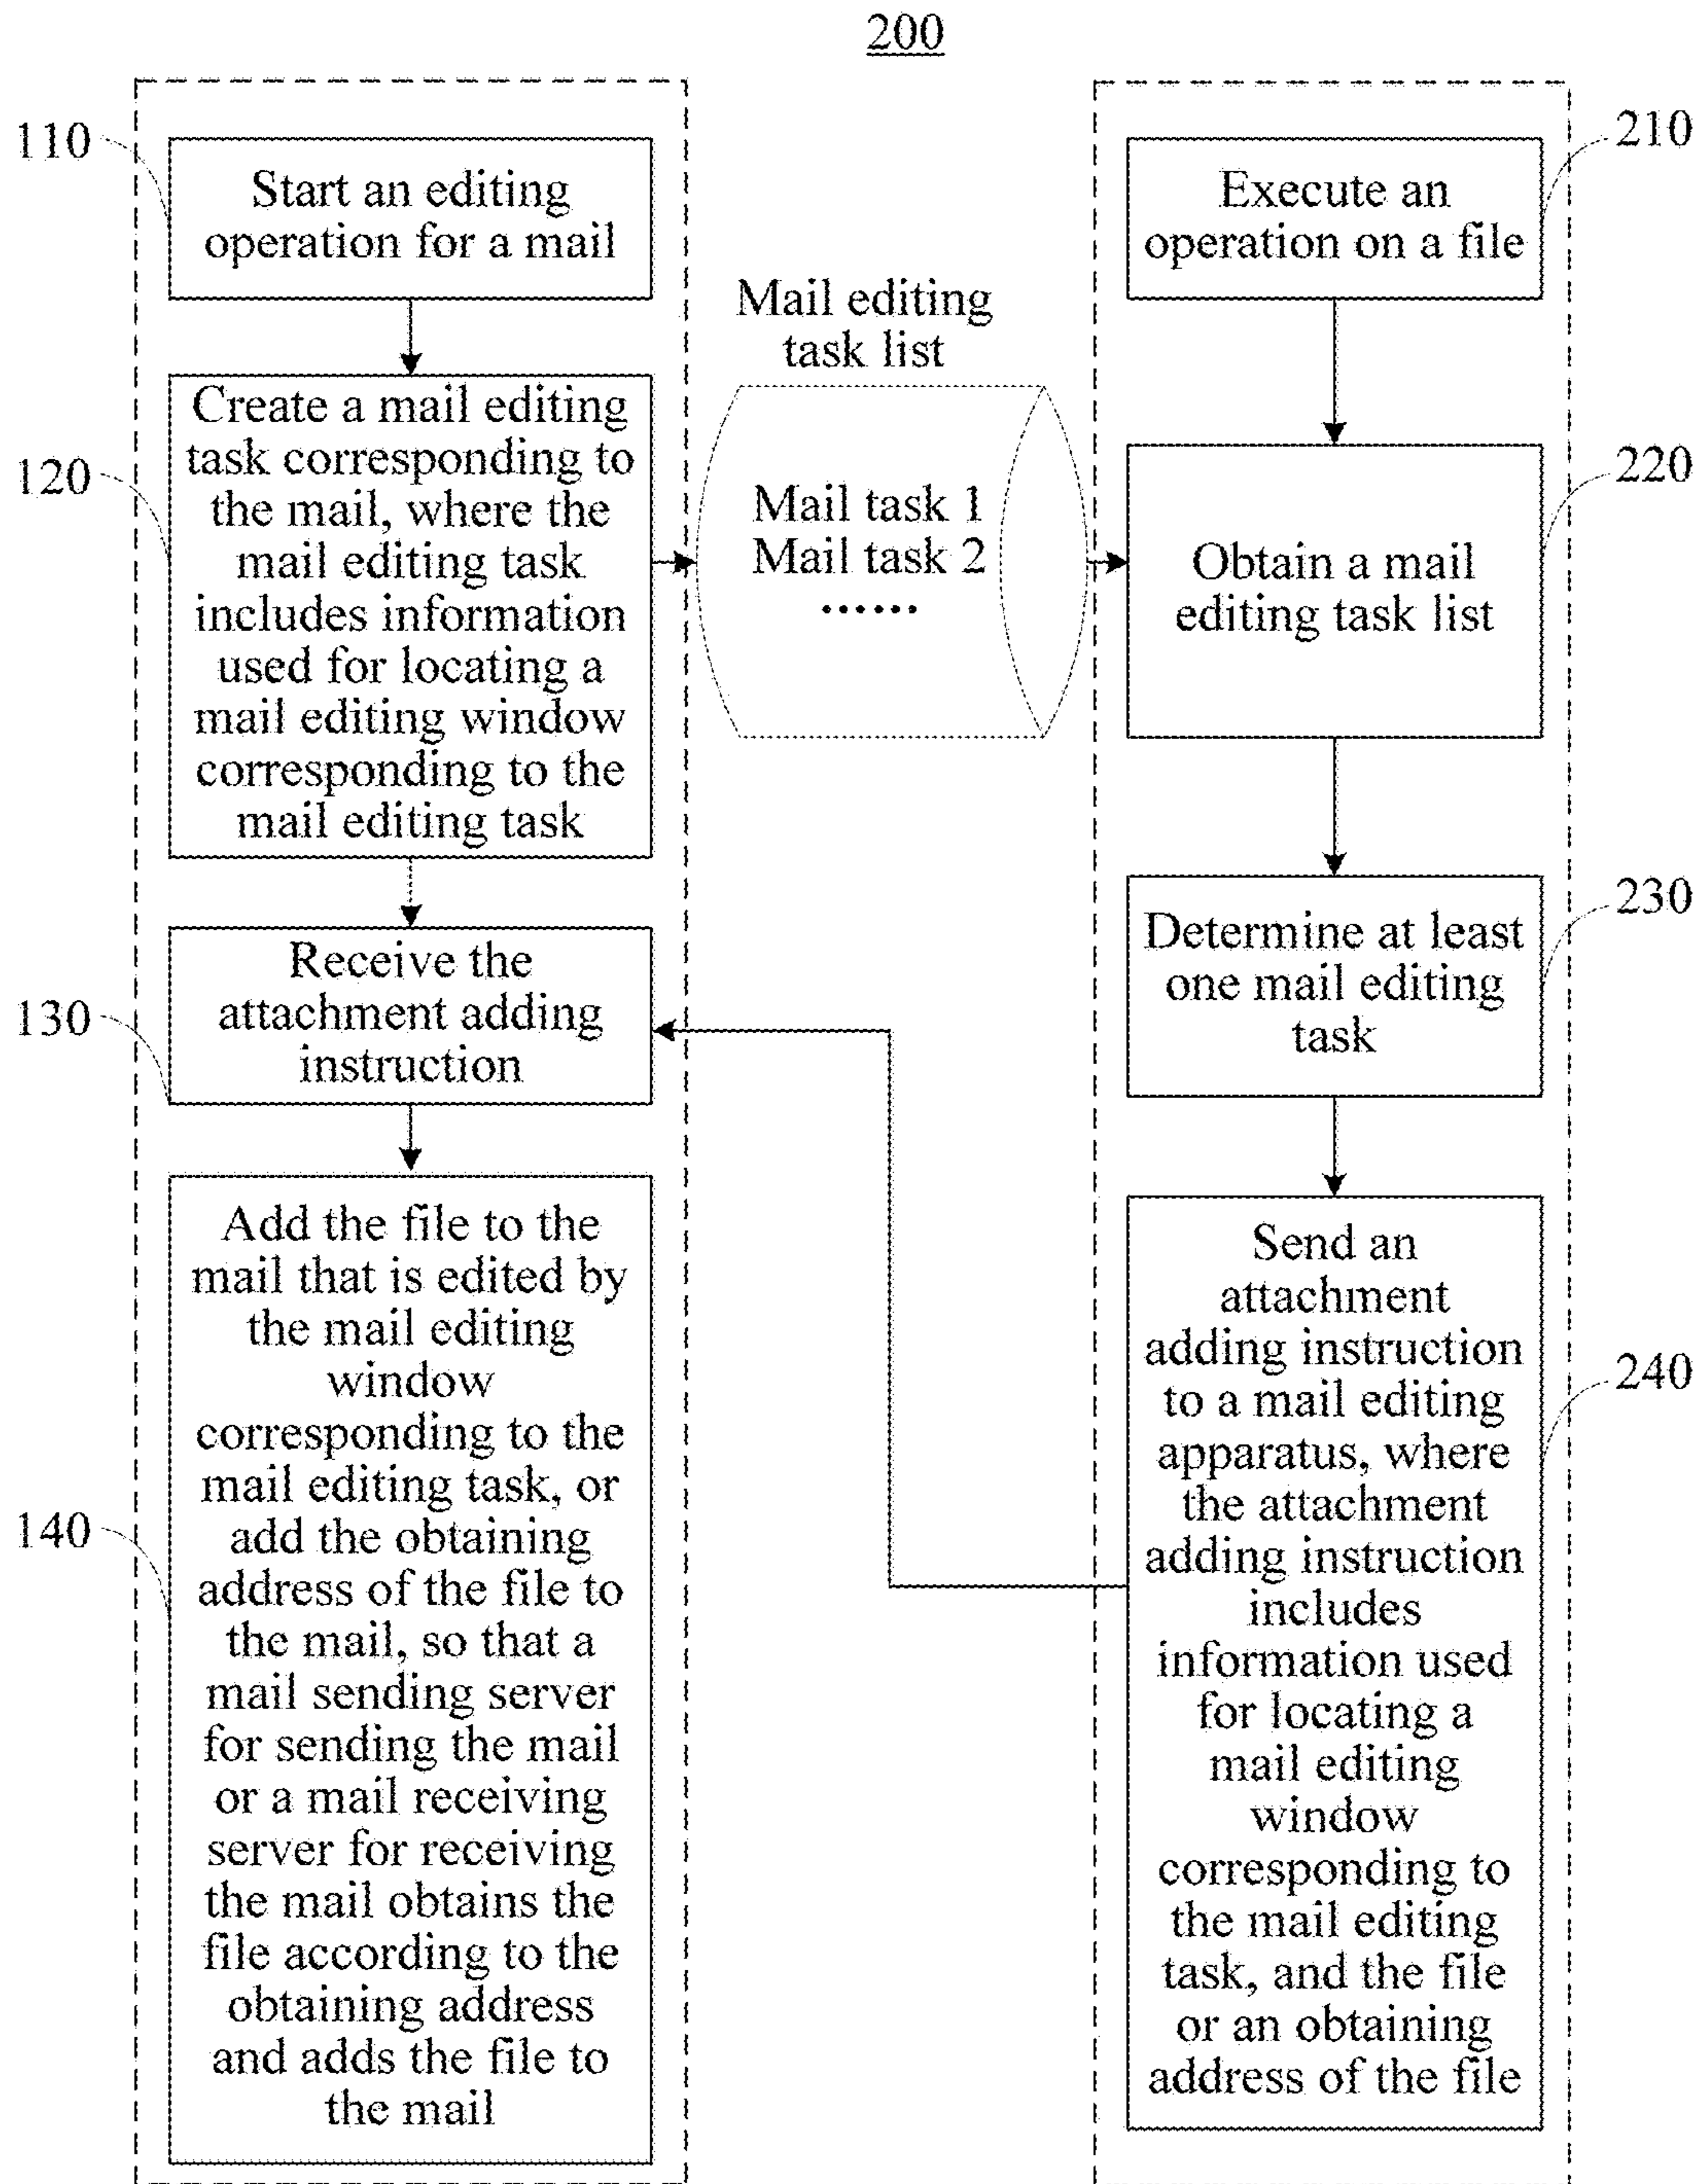 200
110
Start an editing
operation for a mail
120
Create a mail editing
task corresponding to
the mail, where the
mail editing task
includes information
used for locating a
mail editing window
corresponding to the
mail editing task
130
Receive the
attachment adding
instruction
140
Add the file to the
mail that is edited by
the mail editing
window
corresponding to the
mail editing task, or
add the obtaining
address of the file to
the mail, so that a
mail sending server
for sending the mail
or a mail receiving
server for receiving
the mail obtains the
file according to the
obtaining address
and adds the file to
the mail
Mail editing
task list
Mail task 1
Mail task 2
......
210
Execute an
operation on a file
220
Obtain a mail
editing task list
230
Determine at least
one mail editing
task
240
Send an
attachment
adding instruction
to a mail editing
apparatus, where
the attachment
adding instruction
includes
information used
for locating a
mail editing
window
corresponding to
the mail editing
task, and the file
or an obtaining
address of the file